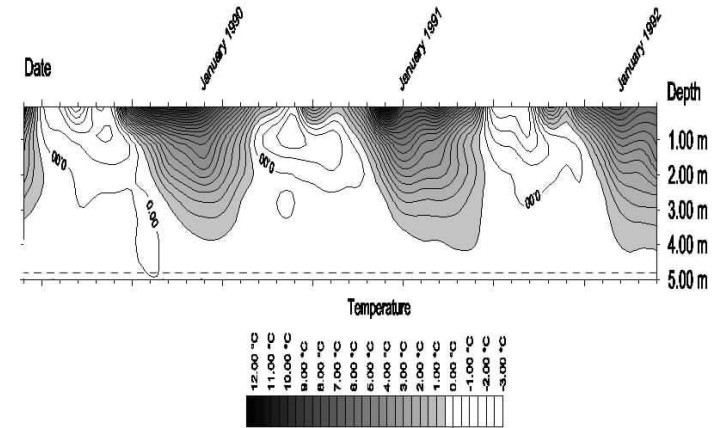 January 1990
January 1991
January 1992
Date
Depth
1.00 m
2.00 m
3.00 m
4.00 m
5.00 m
0.00
0.00
0.00
0.00
0.00
Temperature
12.00 °C
11.00 °C
10.00 °C
9.00 °C
8.00 °C
7.00 °C
6.00 °C
5.00 °C
4.00 °C
3.00 °C
2.00 °C
1.00 °C
0.00 °C
-1.00 °C
-2.00 °C
-3.00 °C